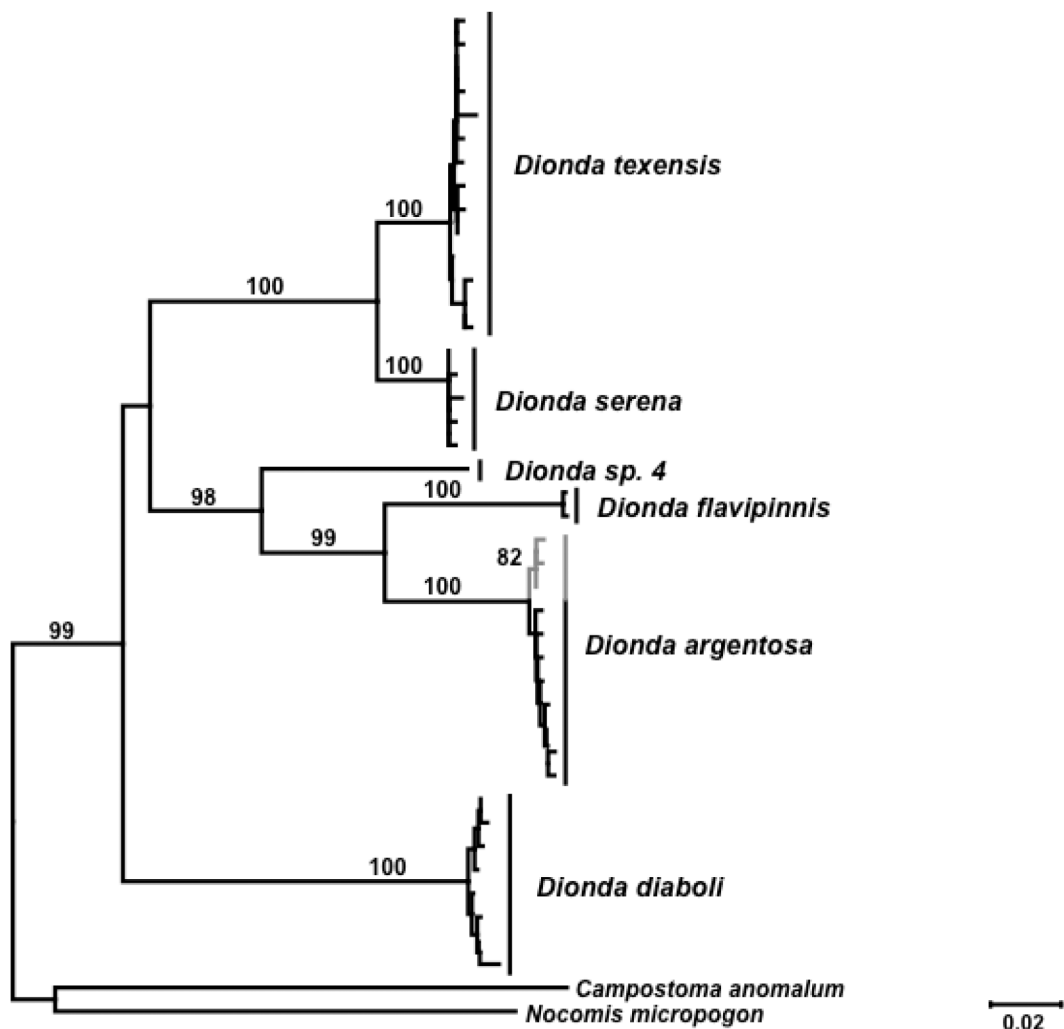 Dionda texensis
100
100
100
Dionda serena
Dionda sp. 4
98
100
Dionda flavipinnis
99
82
100
99
Dionda argentosa
100
Dionda diaboli
Campostoma anomalum
Nocomis micropogon
0.02